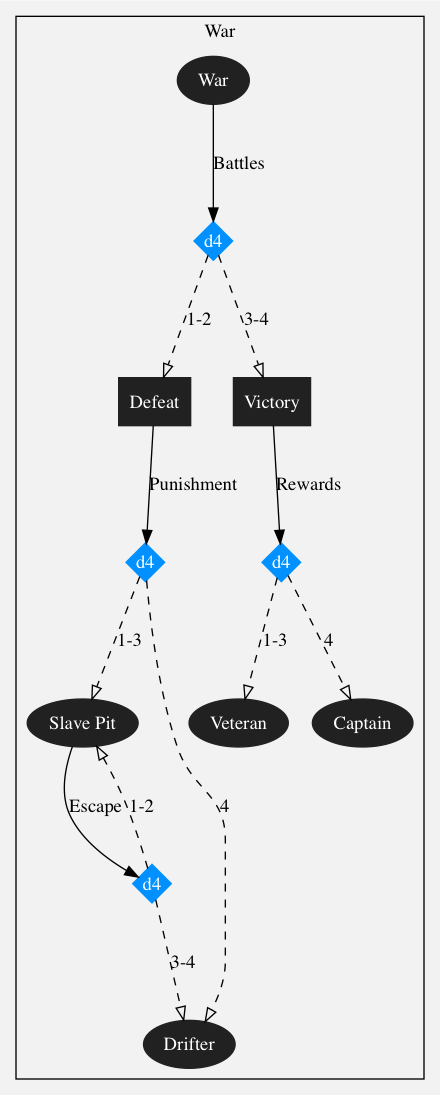 War
War
Battles
d4
1-2 3-4
Defeat Victory
Punishment Rewards
d4 d4
1-3 1-3 4
Slave Pit Veteran Captain
Escape 1-2 4
d4
3-4
Drifter